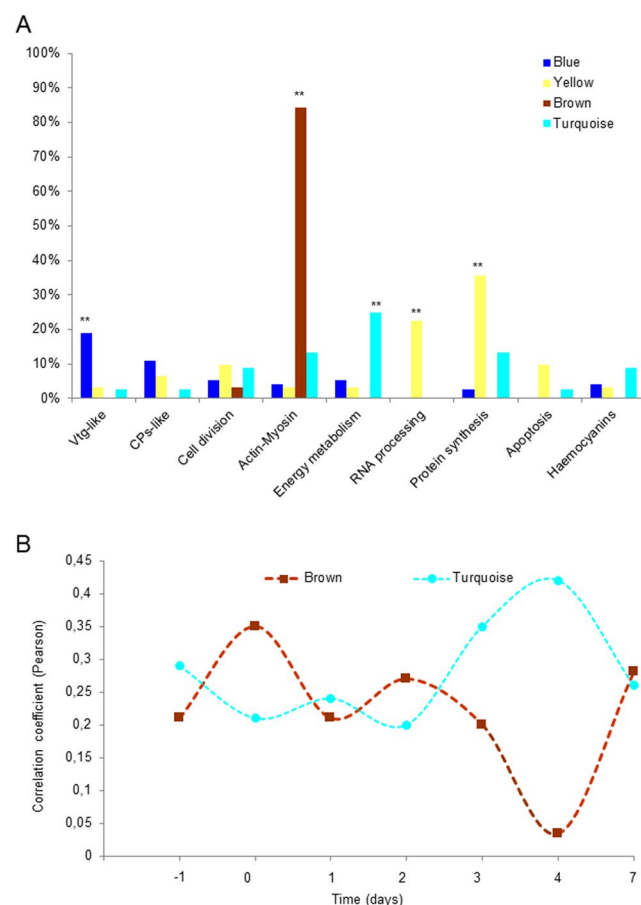 A
100%
90%
80%
70%
60%
50%
40%
30%
20%
10%
0%
Blue
Yellow
Brown
Turquoise
**
**
**
**
**
Vtg-like
CPs-like
Cell division
Actin-Myosin
Energy metabolism
RNA processing
Protein synthesis
Apoptosis
Haemocyanins
B
0,45
0,4
0,35
0,3
0,25
0,2
0,15
0,1
0,05
0
Correlation coefficient (Pearson)
Brown
Turquoise
-1 0 1 2 3 4 7
Time (days)